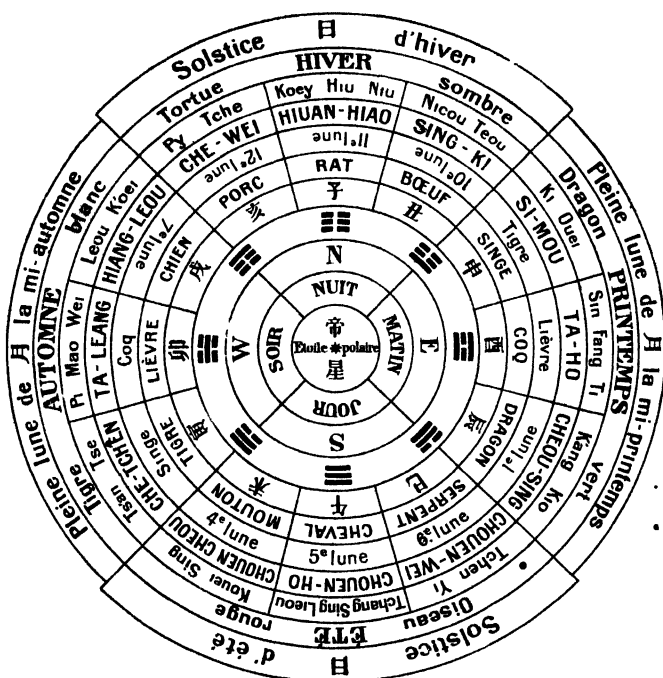 Solstice 日 d'hiver
HIVER
Tortue
sombre
Koey Hiu Niu
Nicou Teou
Py Tche
HIUAN-HIAO
SING-KI
CHE-WEI
11e lune
10e lune
12e lune
RAT
BŒUF
PORC
子
丑
亥
Pleine lune de 月 la mi-printemps
PRINTEMPS
Dragon
vert
Ki Ouei
SI-MOU
Tigre
SINGE
申
Sin Fang Ti
TA-HO
Lièvre
COQ
酉
Kang Kio
CHEOU-SING
1e lune
DRAGON
辰
Solstice 日 d'été
ÉTÉ
Oiseau
rouge
Tchen Yi
CHOUEN-WEI
6e lune
SERPENT
巳
Tchang Sing Lieou
CHOUEN-HO
5e lune
CHEVAL
午
Kouei Sing
CHOUEN CHEOU
4e lune
MOUTON
未
Pleine lune de 月 la mi-automne
AUTOMNE
Tigre
blanc
Tsan Tse
CHE-TCHÊN
Singe
TIGRE
寅
Pi Mao Wei
TA-LEANG
Coq
LIÈVRE
卯
Leou K'oei
HIANG-LEOU
7e lune
CHIEN
戌
N
E
S
W
NUIT
MATIN
JOUR
SOIR
帝
Etoile polaire
星